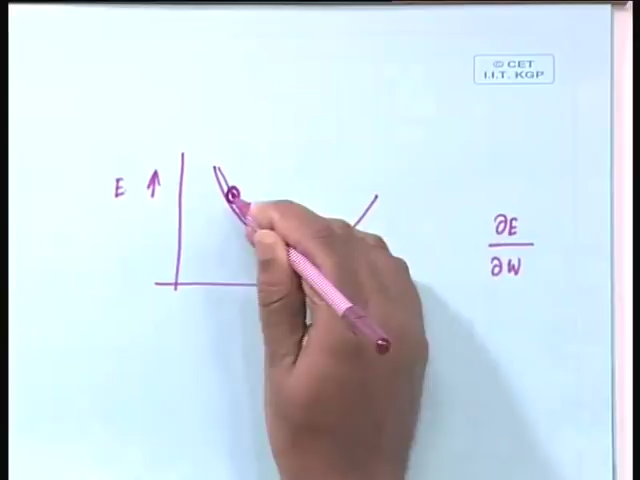 © CET
I.I.T. KGP
E ↑
∂E
∂W